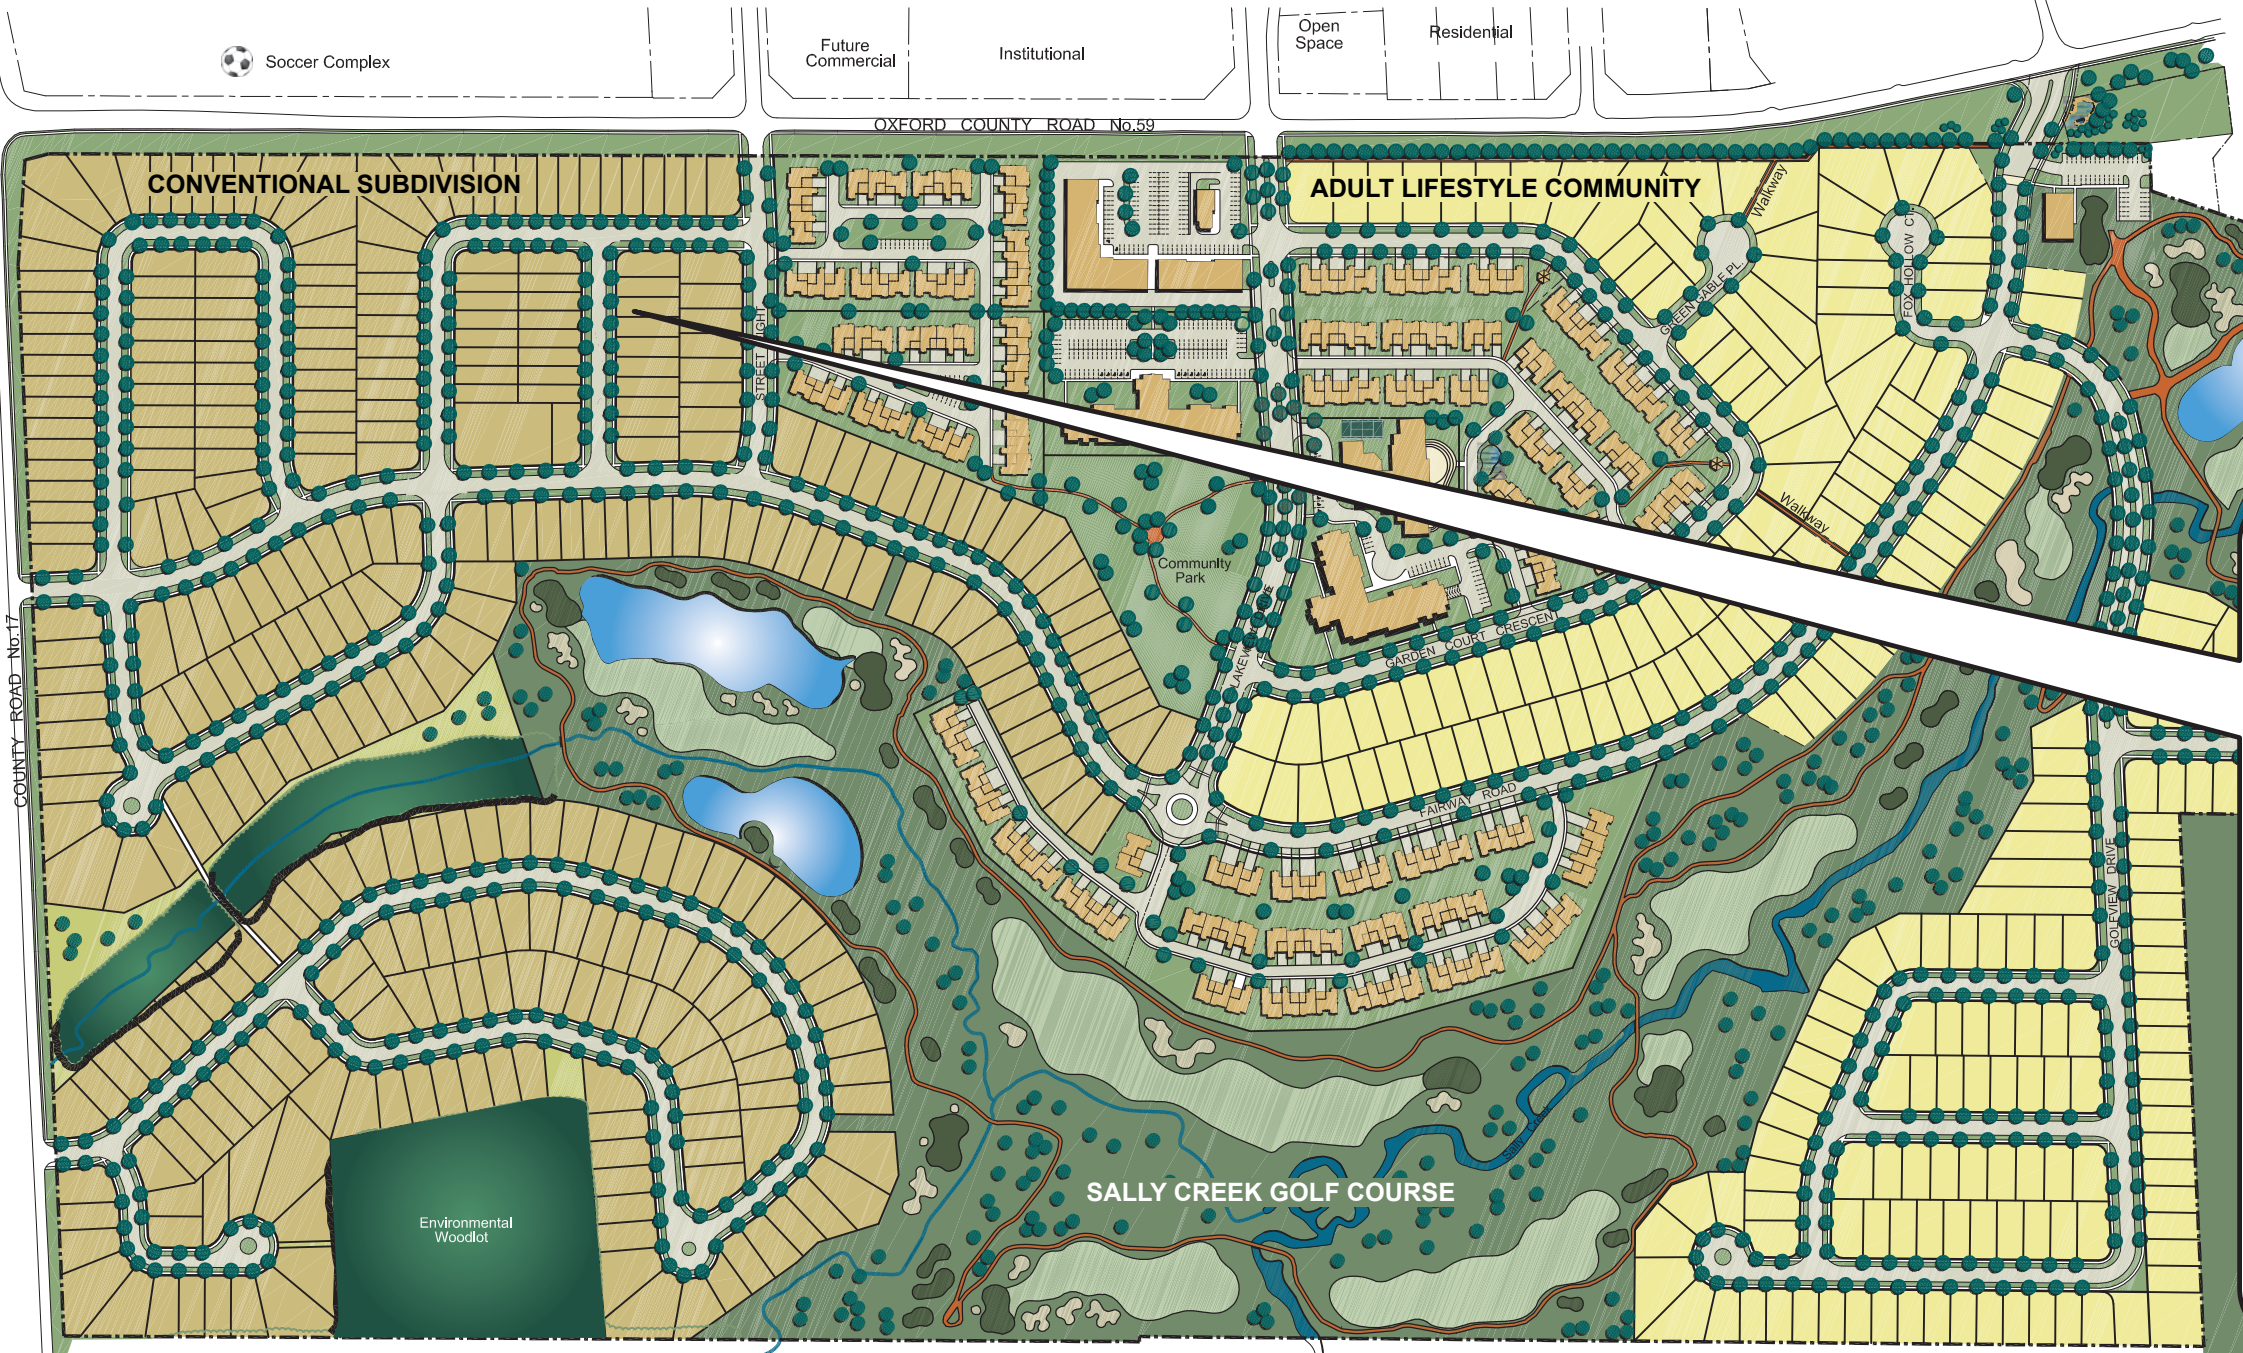 Soccer Complex
Future
Commercial
Institutional
Open
Space
Residential
OXFORD COUNTY ROAD No.59
CONVENTIONAL SUBDIVISION
ADULT LIFESTYLE COMMUNITY
Walkway
FOX HOLLOW CT.
GREEN GABLE PL.
STREET
Walkway
Community
Park
COUNTY ROAD No.17
GARDEN COURT CRESCENT
FAIRWAY ROAD
GOLFVIEW DRIVE
Sally Creek
SALLY CREEK GOLF COURSE
Environmental
Woodlot